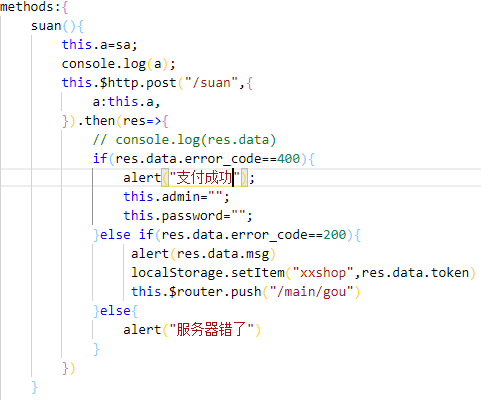 methods:{
suan(){
this.a=sa;
console.log(a);
this.$http.post("/suan",{
a:this.a,
}).then(res=>{
// console.log(res.data)
if(res.data.error_code==400){
alert("支付成功");
this.admin="";
this.password="";
}else if(res.data.error_code==200){
alert(res.data.msg)
localStorage.setItem("xxshop",res.data.token)
this.$router.push("/main/gou")
}else{
alert("服务器错了")
}
})
}